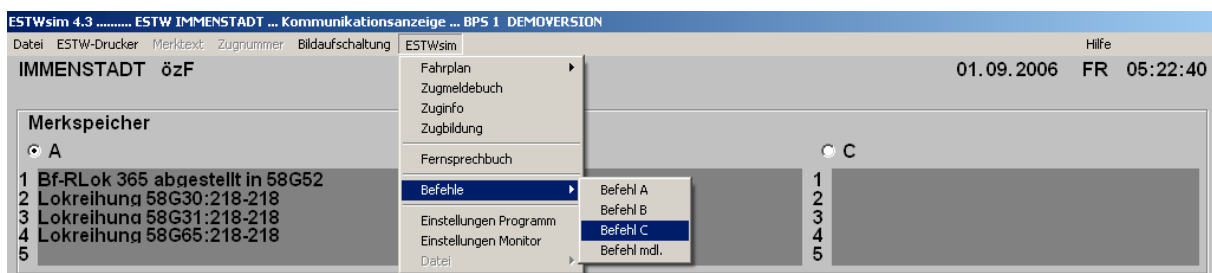 ESTWsim 4.3 ......... ESTW IMMENSTADT ... Kommunikationsanzeige ... BPS 1 DEMOVERSION
Datei ESTW-Drucker Merktext Zugnummer Bildaufschaltung ESTWsim Hilfe
IMMENSTADT özF 01.09.2006 FR 05:22:40
Fahrplan
Zugmeldebuch
Zuginfo
Zugbildung
Fernsprechbuch
Befehle
Einstellungen Programm
Einstellungen Monitor
Datei
Befehl A
Befehl B
Befehl C
Befehl mdl.
Merkspeicher
A
1 Bf-RLok 365 abgestellt in 58G52
2 Lokreihung 58G30:218-218
3 Lokreihung 58G31:218-218
4 Lokreihung 58G65:218-218
5
C
1
2
3
4
5